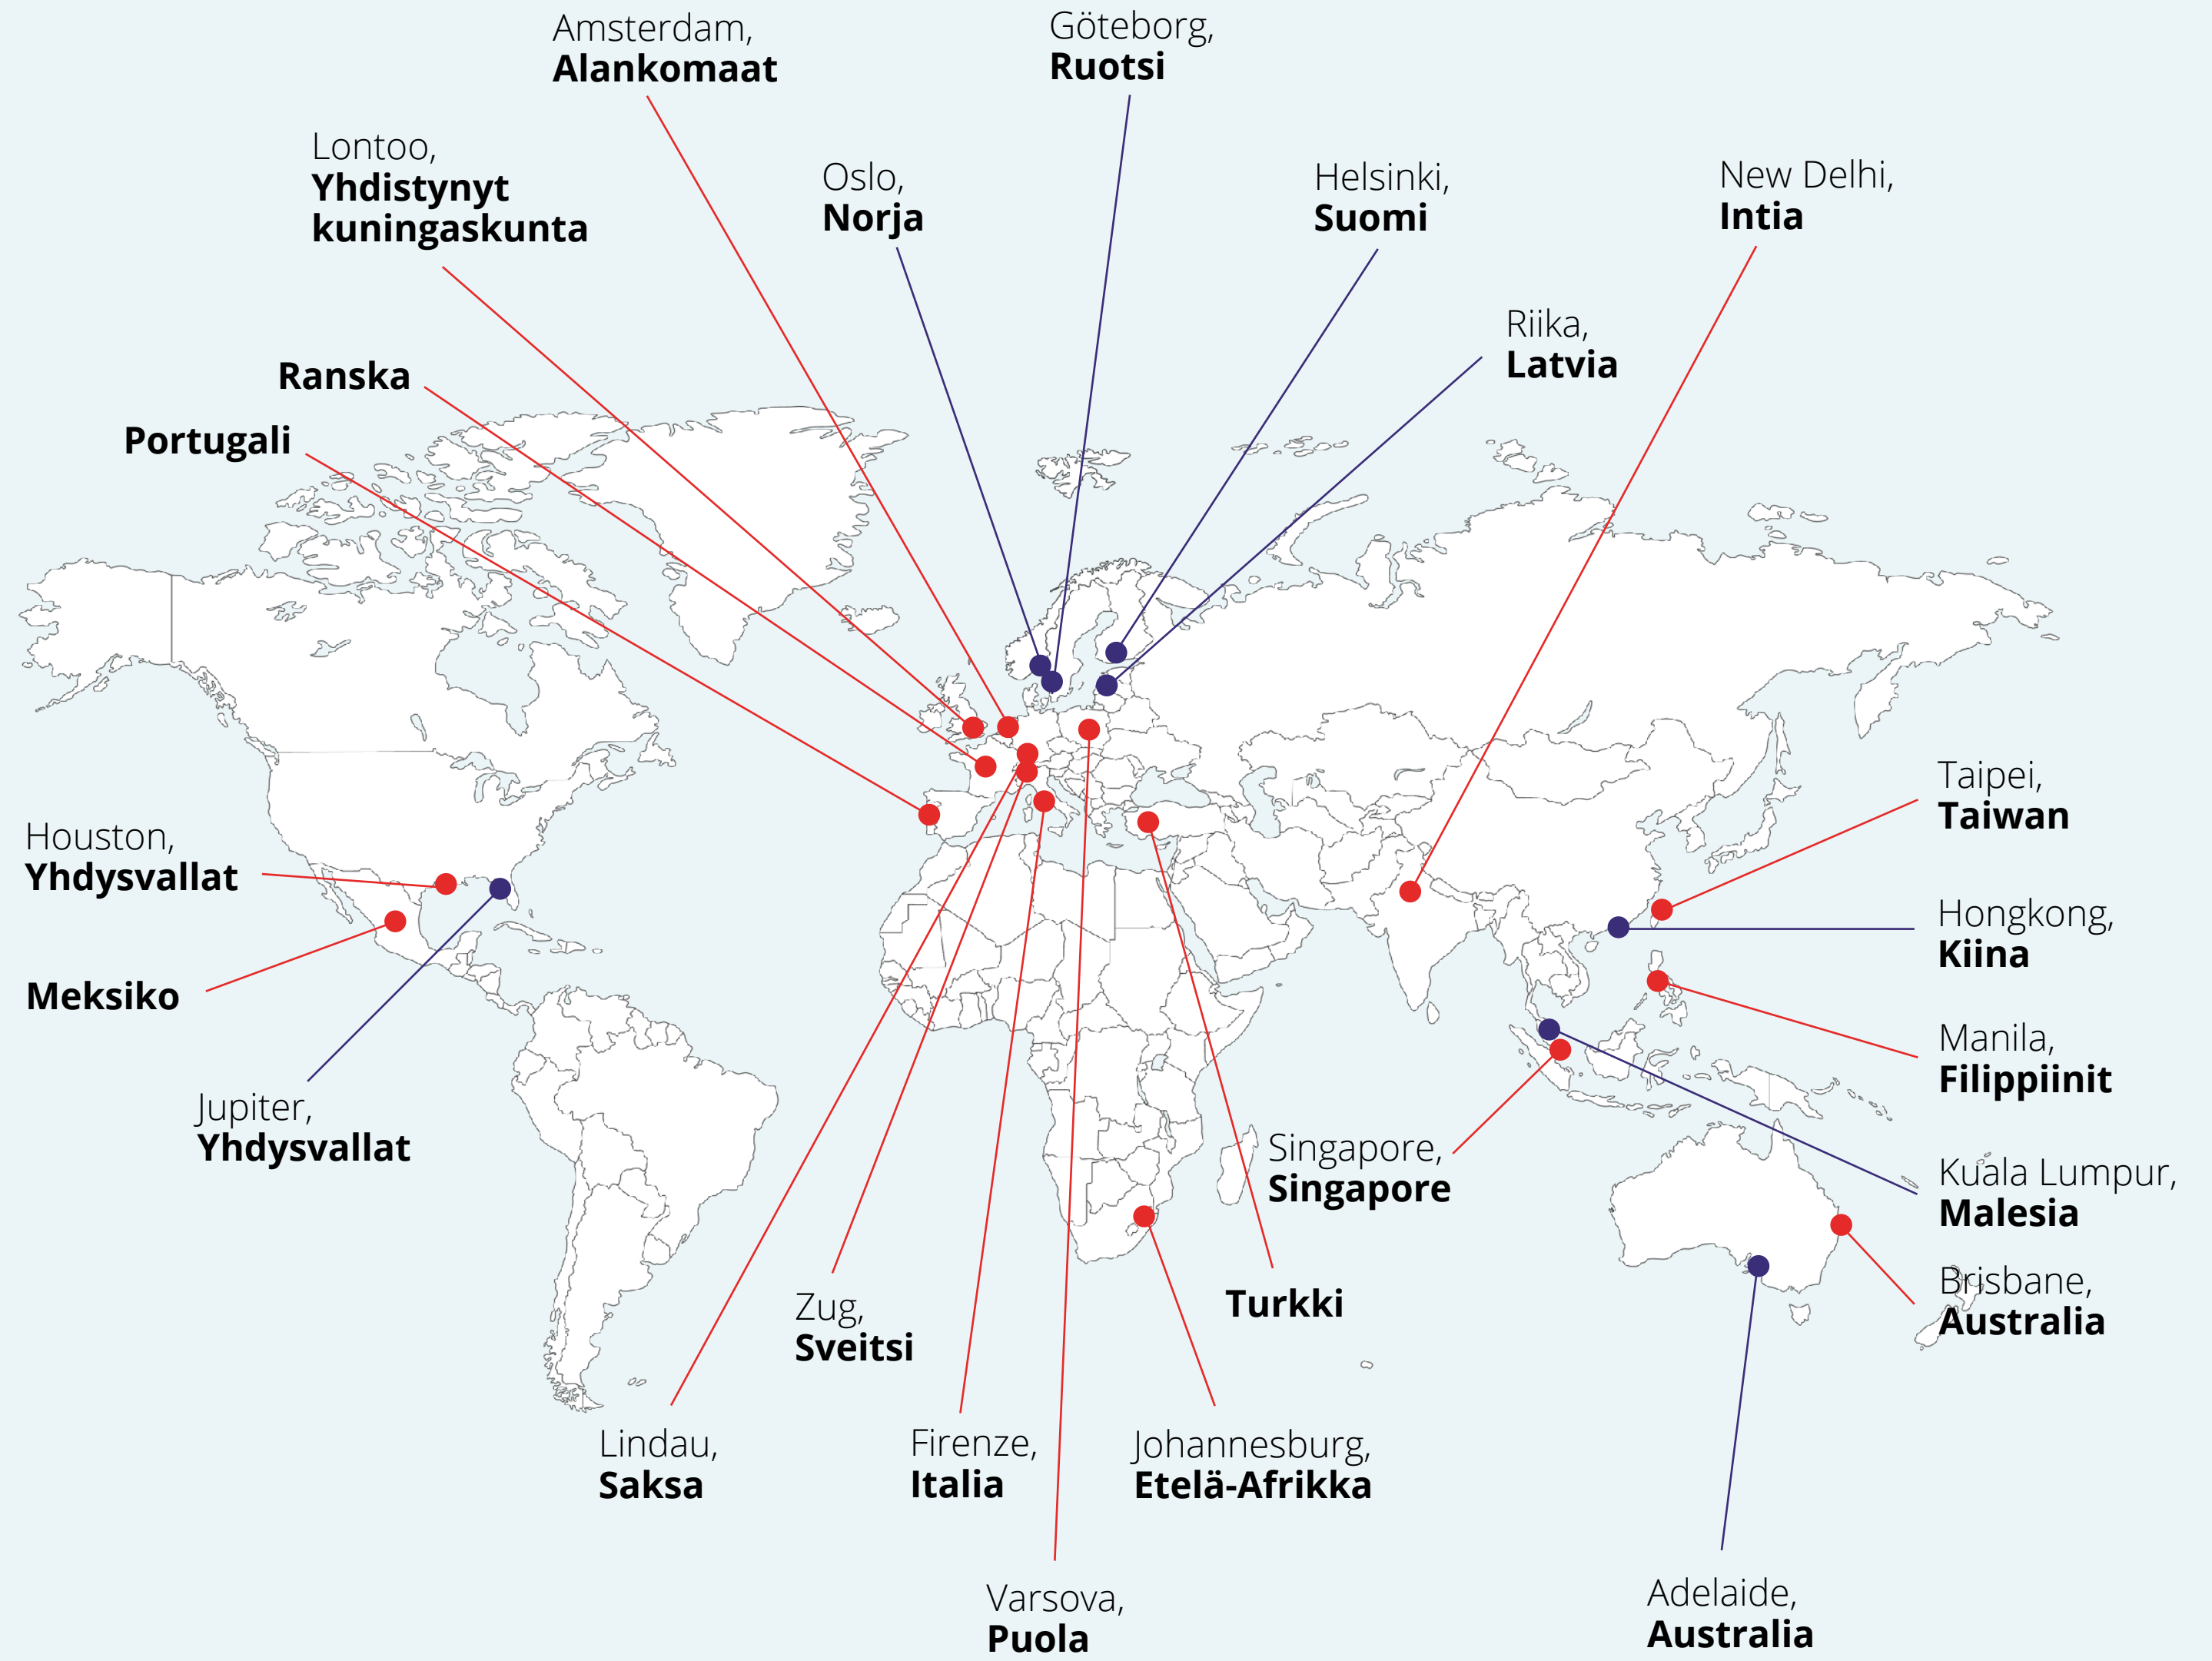 Amsterdam,
Alankomaat
Göteborg,
Ruotsi
Lontoo,
Yhdistynyt
kuningaskunta
Oslo,
Norja
Helsinki,
Suomi
New Delhi,
Intia
Riika,
Latvia
Ranska
Portugali
Houston,
Yhdysvallat
Meksiko
Jupiter,
Yhdysvallat
Taipei,
Taiwan
Hongkong,
Kiina
Manila,
Filippiinit
Singapore,
Singapore
Kuala Lumpur,
Malesia
Brisbane,
Australia
Zug,
Sveitsi
Turkki
Lindau,
Saksa
Firenze,
Italia
Johannesburg,
Etelä-Afrikka
Varsova,
Puola
Adelaide,
Australia